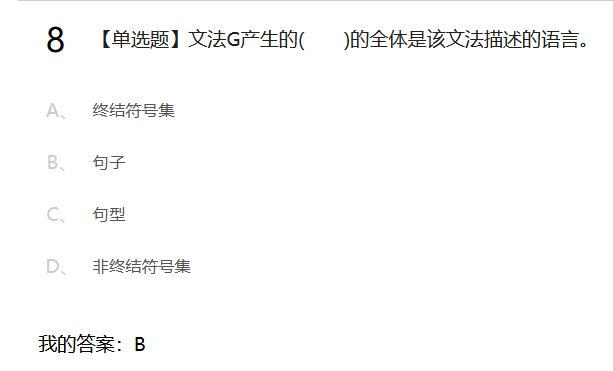 8 【单选题】文法G产生的( )的全体是该文法描述的语言。
A、 终结符号集
B、 句子
C、 句型
D、 非终结符号集
我的答案：B